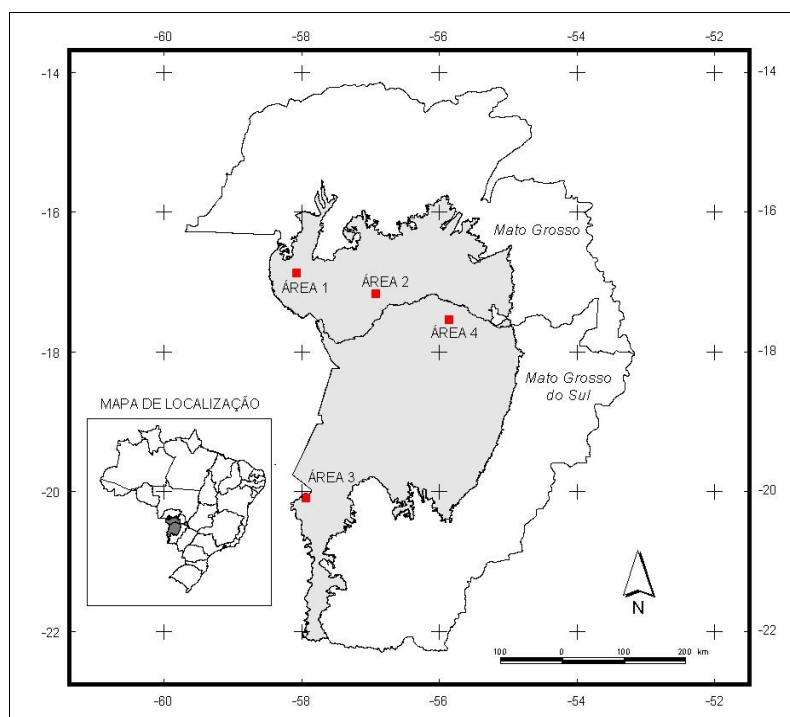 -60 -58 -56 -54 -52
-14 -14
-16 -16
Mato Grosso
ÁREA 1
ÁREA 2
ÁREA 4
-18 -18
Mato Grosso
do Sul
MAPA DE LOCALIZAÇÃO
ÁREA 3
-20 -20
N
-22 -22
100 0 100 200 km
-60 -58 -56 -54 -52